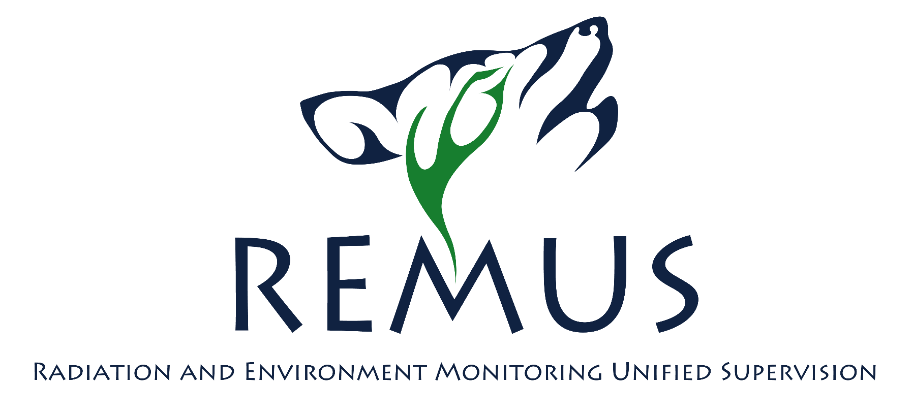 REMUS
RADIATION AND ENVIRONMENT MONITORING UNIFIED SUPERVISION